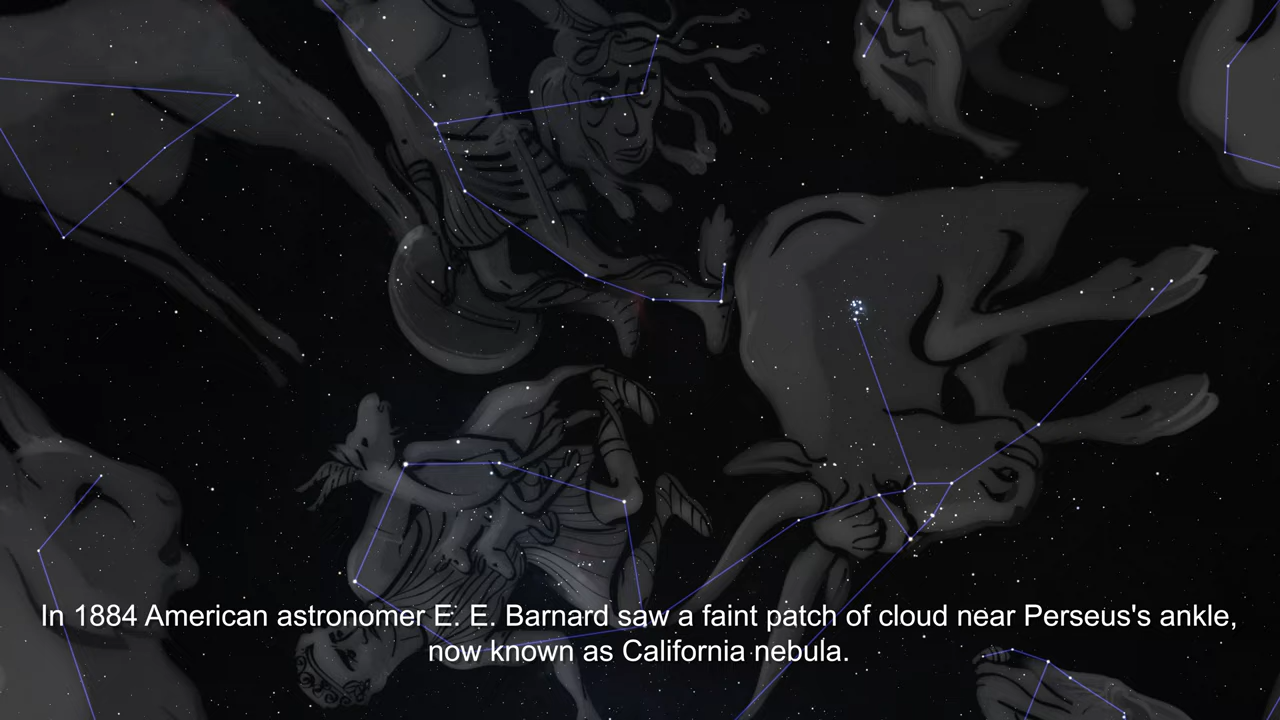 In 1884 American astronomer E. E. Barnard saw a faint patch of cloud near Perseus's ankle,
now known as California nebula.